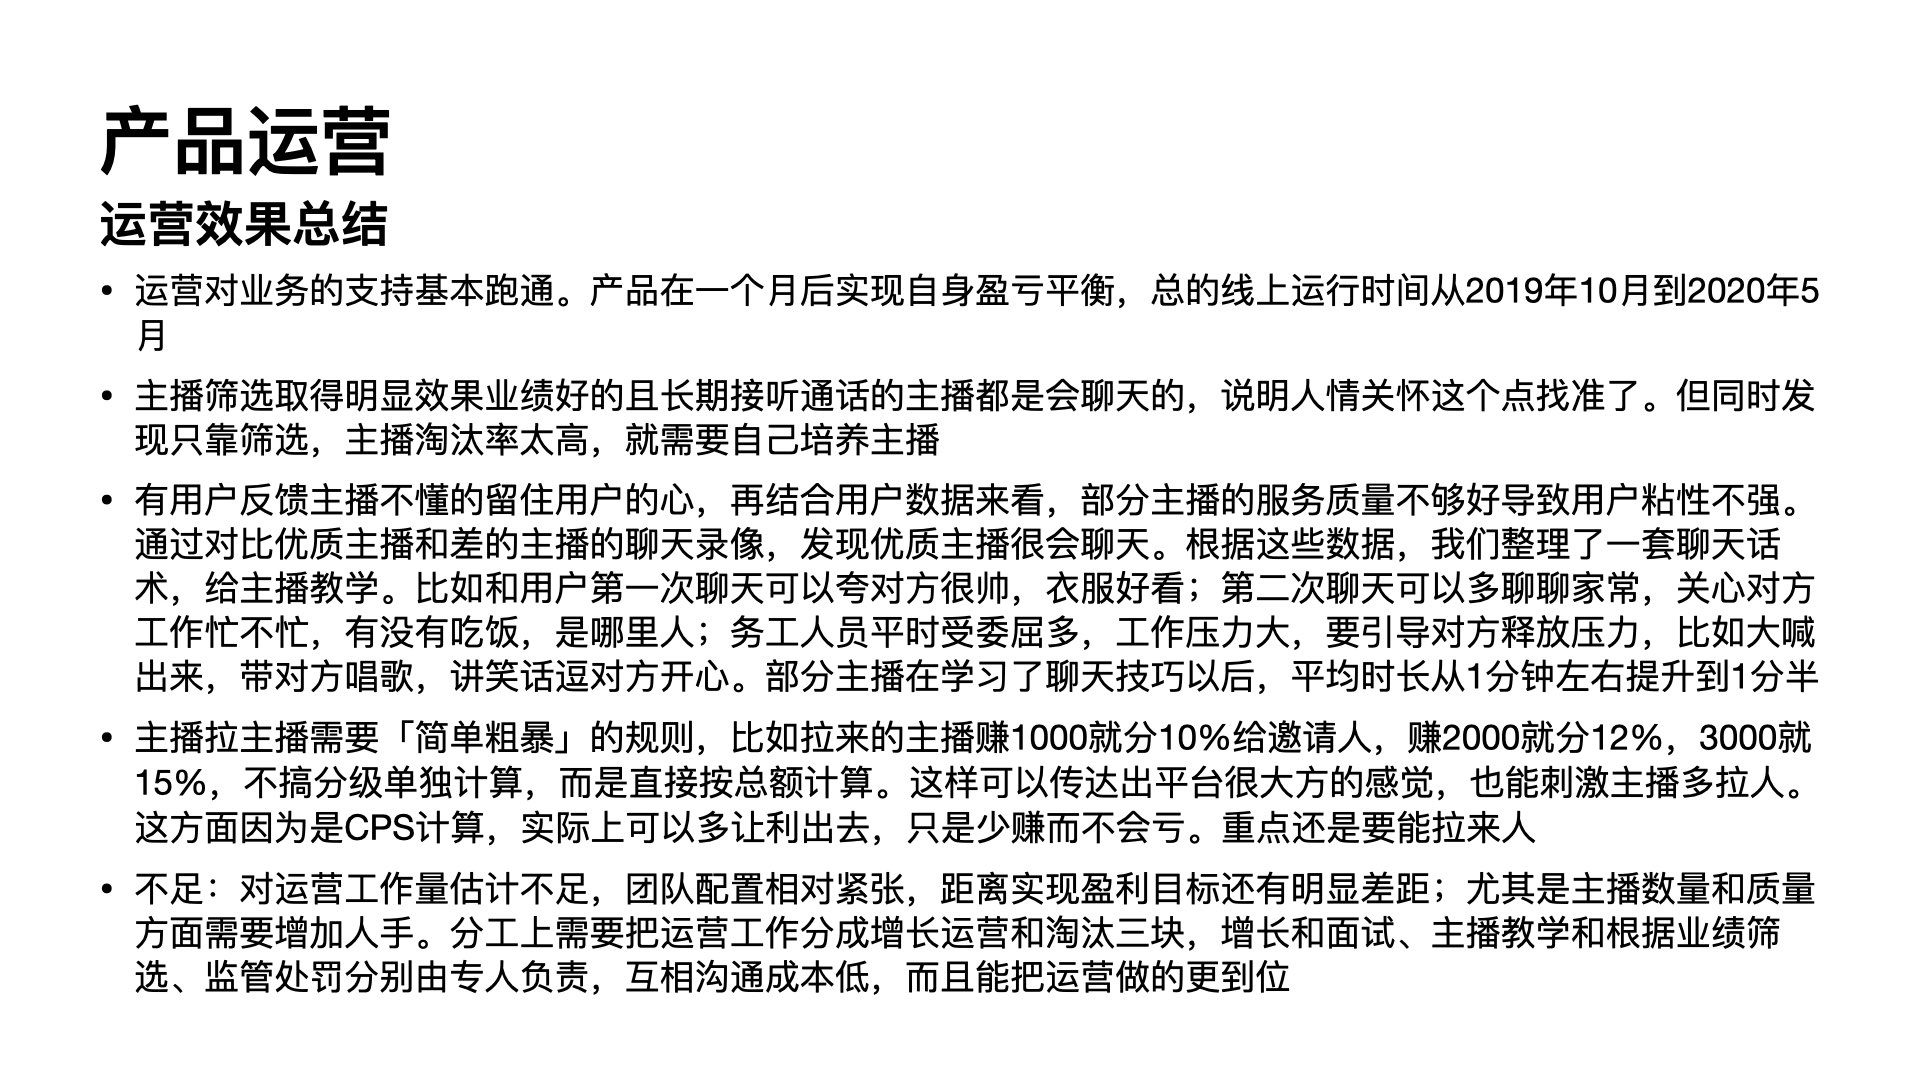 产品运营
运营效果总结
• 运营对业务的支持基本跑通。产品在一个月后实现自身盈亏平衡，总的线上运行时间从2019年10月到2020年5
月
• 主播筛选取得明显效果业绩好的且长期接听通话的主播都是会聊天的，说明人情关怀这个点找准了。但同时发
现只靠筛选，主播淘汰率太高，就需要自己培养主播
• 有用户反馈主播不懂的留住用户的心，再结合用户数据来看，部分主播的服务质量不够好导致用户粘性不强。
通过对比优质主播和差的主播的聊天录像，发现优质主播很会聊天。根据这些数据，我们整理了一套聊天话
术，给主播教学。比如和用户第一次聊天可以夸对方很帅，衣服好看；第二次聊天可以多聊聊家常，关心对方
工作忙不忙，有没有吃饭，是哪里人；务工人员平时受委屈多，工作压力大，要引导对方释放压力，比如大喊
出来，带对方唱歌，讲笑话逗对方开心。部分主播在学习了聊天技巧以后，平均时长从1分钟左右提升到1分半
• 主播拉主播需要「简单粗暴」的规则，比如拉来的主播赚1000就分10%给邀请人，赚2000就分12%，3000就
15%，不搞分级单独计算，而是直接按总额计算。这样可以传达出平台很大方的感觉，也能刺激主播多拉人。
这方面因为是CPS计算，实际上可以多让利出去，只是少赚而不会亏。重点还是要能拉来人
• 不足：对运营工作量估计不足，团队配置相对紧张，距离实现盈利目标还有明显差距；尤其是主播数量和质量
方面需要增加人手。分工上需要把运营工作分成增长运营和淘汰三块，增长和面试、主播教学和根据业绩筛
选、监管处罚分别由专人负责，互相沟通成本低，而且能把运营做的更到位